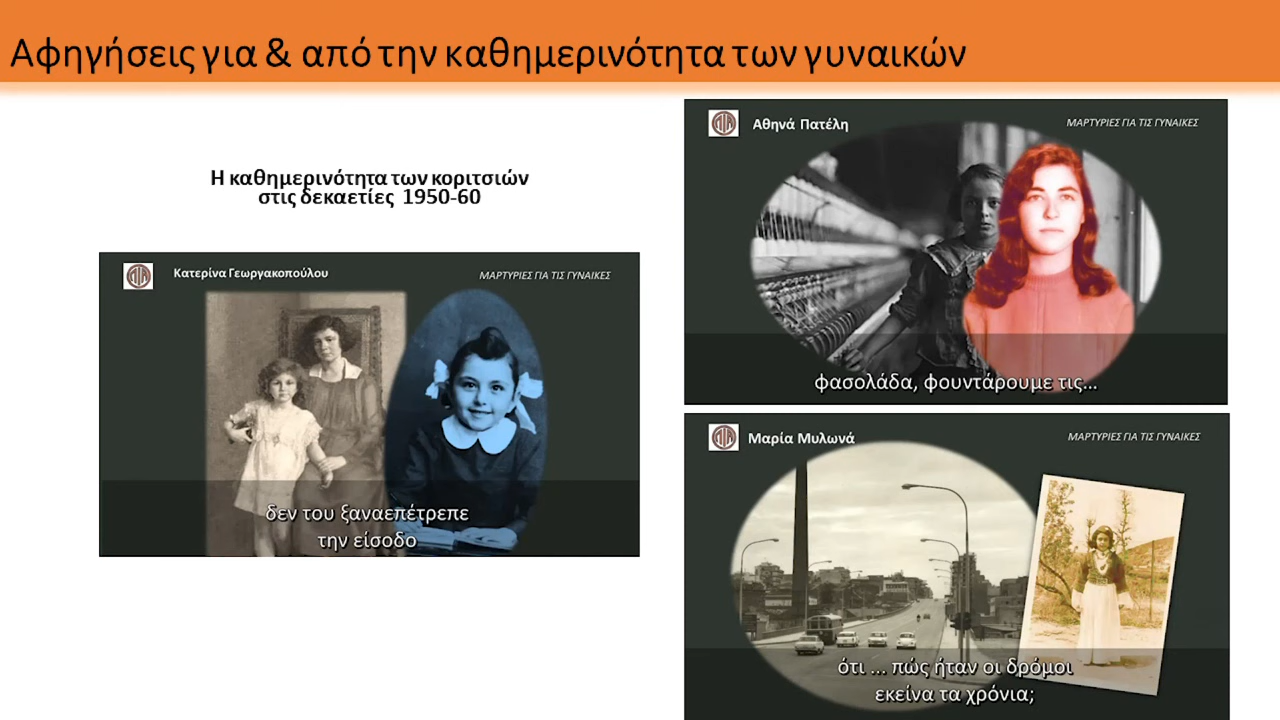 Αφηγήσεις για & από την καθημερινότητα των γυναικών
Η καθημερινότητα των κοριτσιών
στις δεκαετίες 1950-60
Κατερίνα Γεωργακοπούλου
ΜΑΡΤΥΡΙΕΣ ΓΙΑ ΤΙΣ ΓΥΝΑΙΚΕΣ
δεν του ξαναεπέτρεπε
την είσοδο
Αθηνά Πατέλη
ΜΑΡΤΥΡΙΕΣ ΓΙΑ ΤΙΣ ΓΥΝΑΙΚΕΣ
φασολάδα, φουντάρουμε τις...
Μαρία Μυλωνά
ΜΑΡΤΥΡΙΕΣ ΓΙΑ ΤΙΣ ΓΥΝΑΙΚΕΣ
ότι ... πώς ήταν οι δρόμοι
εκείνα τα χρόνια;